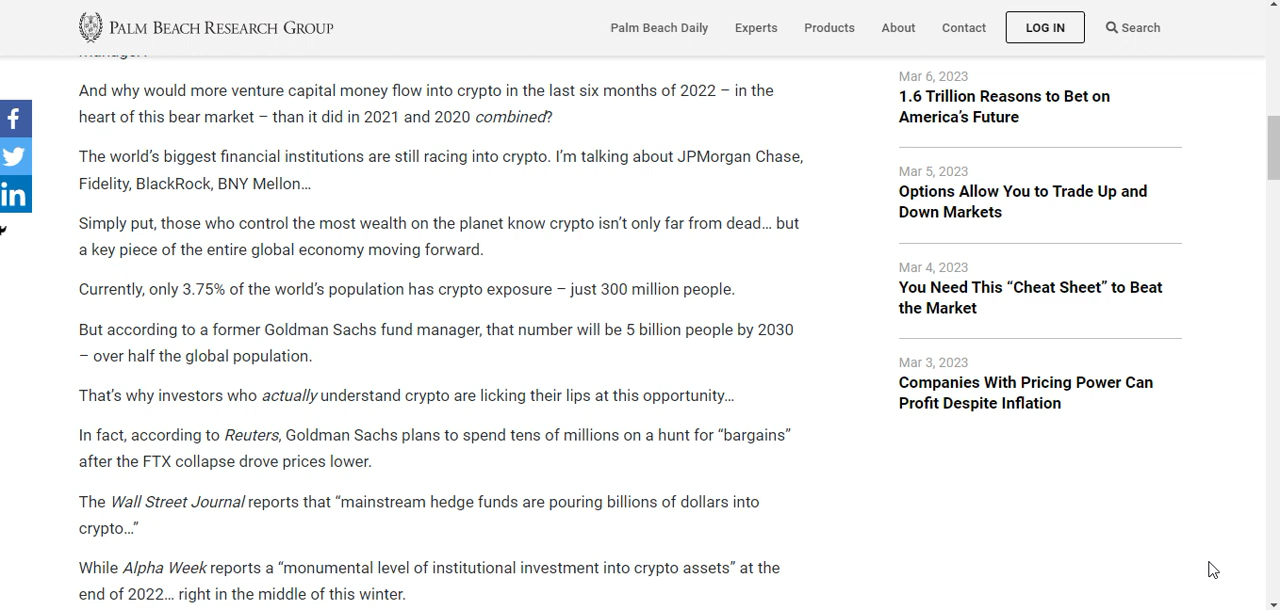 PALM BEACH RESEARCH GROUP
Palm Beach Daily Experts Products About Contact LOG IN Search
And why would more venture capital money flow into crypto in the last six months of 2022 – in the
heart of this bear market – than it did in 2021 and 2020 combined?
The world’s biggest financial institutions are still racing into crypto. I’m talking about JPMorgan Chase,
Fidelity, BlackRock, BNY Mellon…
Simply put, those who control the most wealth on the planet know crypto isn’t only far from dead… but
a key piece of the entire global economy moving forward.
Currently, only 3.75% of the world’s population has crypto exposure – just 300 million people.
But according to a former Goldman Sachs fund manager, that number will be 5 billion people by 2030
– over half the global population.
That’s why investors who actually understand crypto are licking their lips at this opportunity…
In fact, according to Reuters, Goldman Sachs plans to spend tens of millions on a hunt for “bargains”
after the FTX collapse drove prices lower.
The Wall Street Journal reports that “mainstream hedge funds are pouring billions of dollars into
crypto…”
While Alpha Week reports a “monumental level of institutional investment into crypto assets” at the
end of 2022… right in the middle of this winter.
Mar 6, 2023
1.6 Trillion Reasons to Bet on
America’s Future
Mar 5, 2023
Options Allow You to Trade Up and
Down Markets
Mar 4, 2023
You Need This “Cheat Sheet” to Beat
the Market
Mar 3, 2023
Companies With Pricing Power Can
Profit Despite Inflation